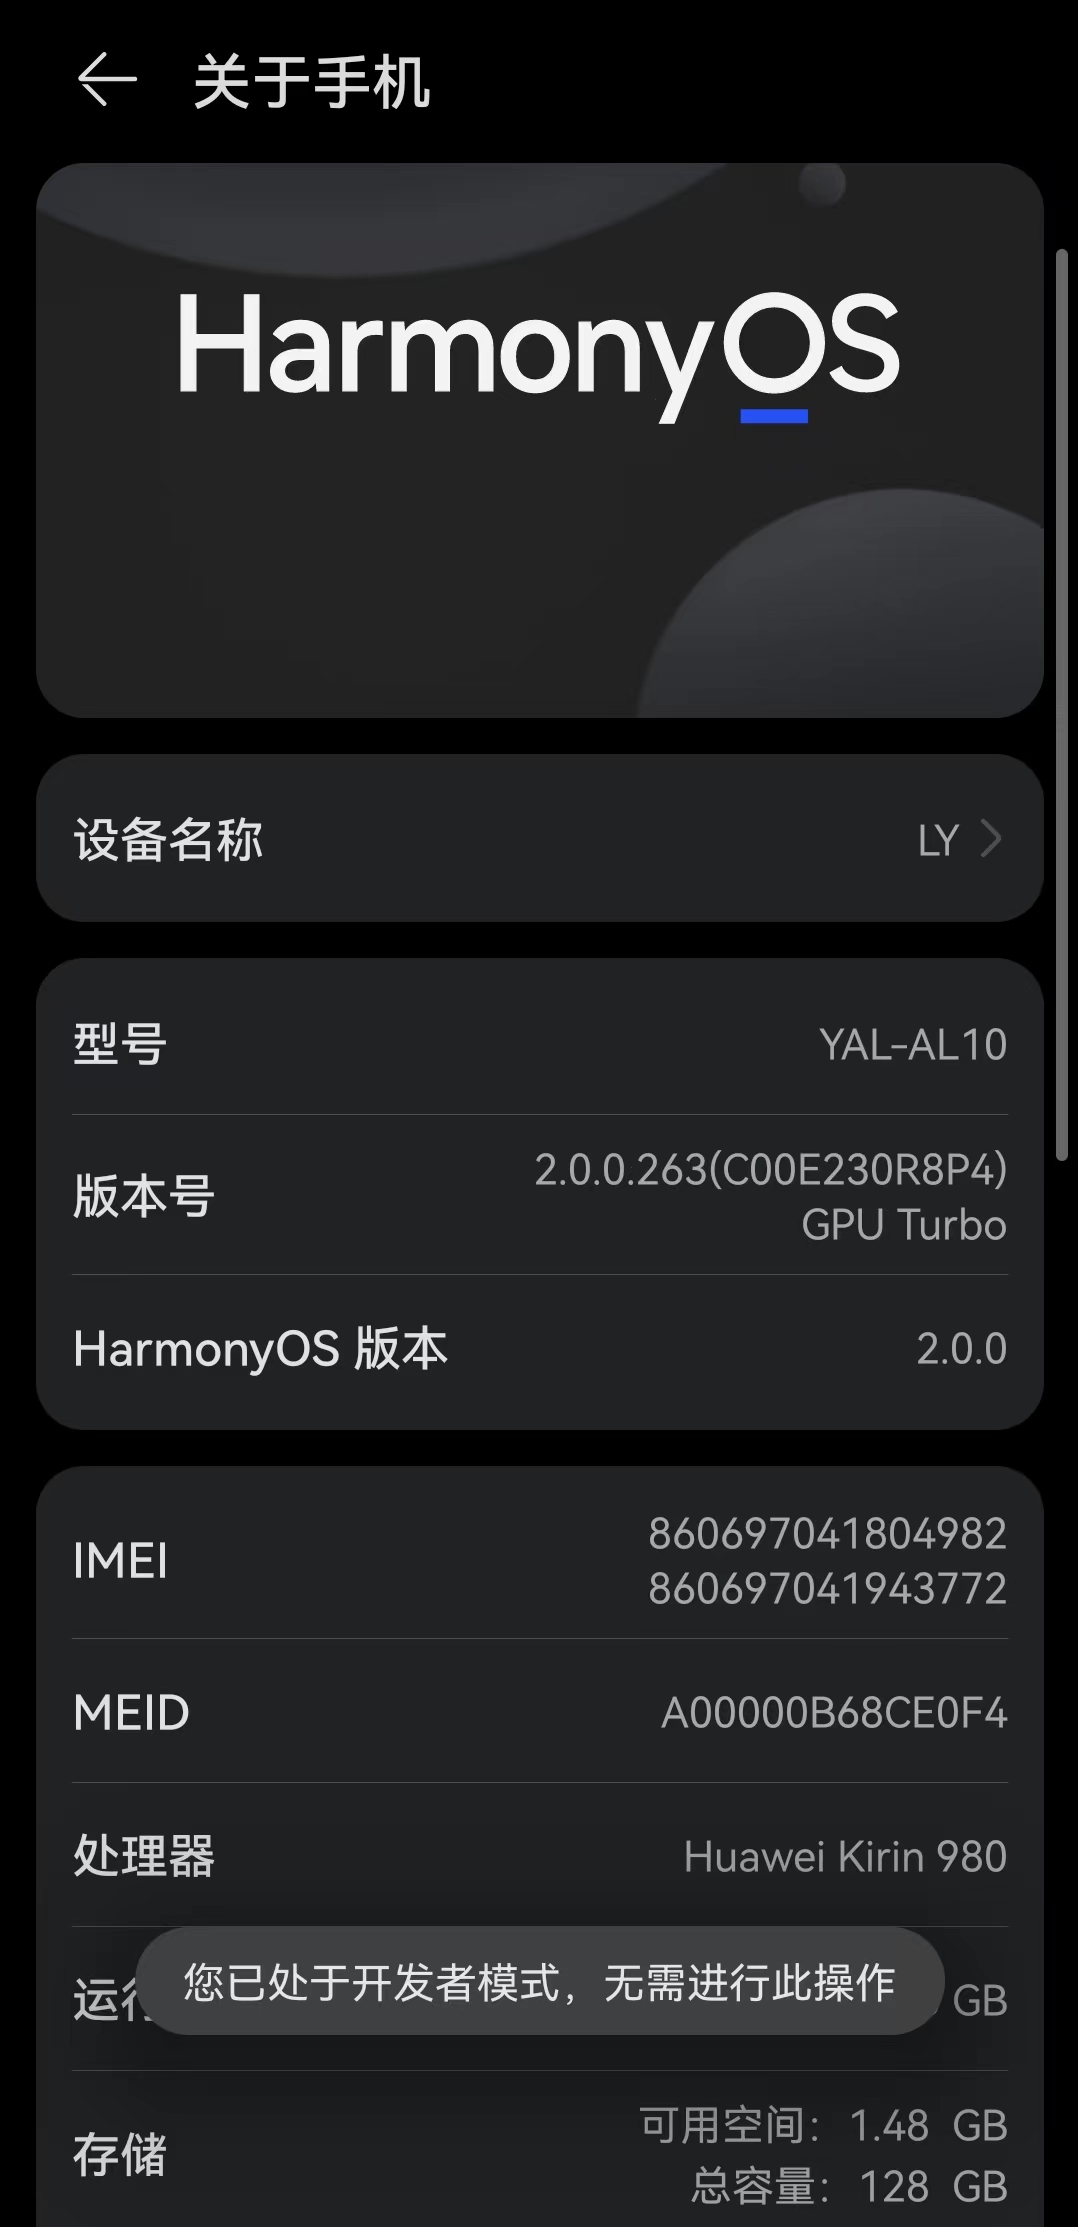 关于手机
HarmonyOS
设备名称
LY
型号
YAL-AL10
版本号
2.0.0.263(C00E230R8P4)
GPU Turbo
HarmonyOS 版本
2.0.0
IMEI
860697041804982
860697041943772
MEID
A00000B68CE0F4
处理器
Huawei Kirin 980
运行
GB
您已处于开发者模式，无需进行此操作
存储
可用空间：1.48 GB
总容量：128 GB